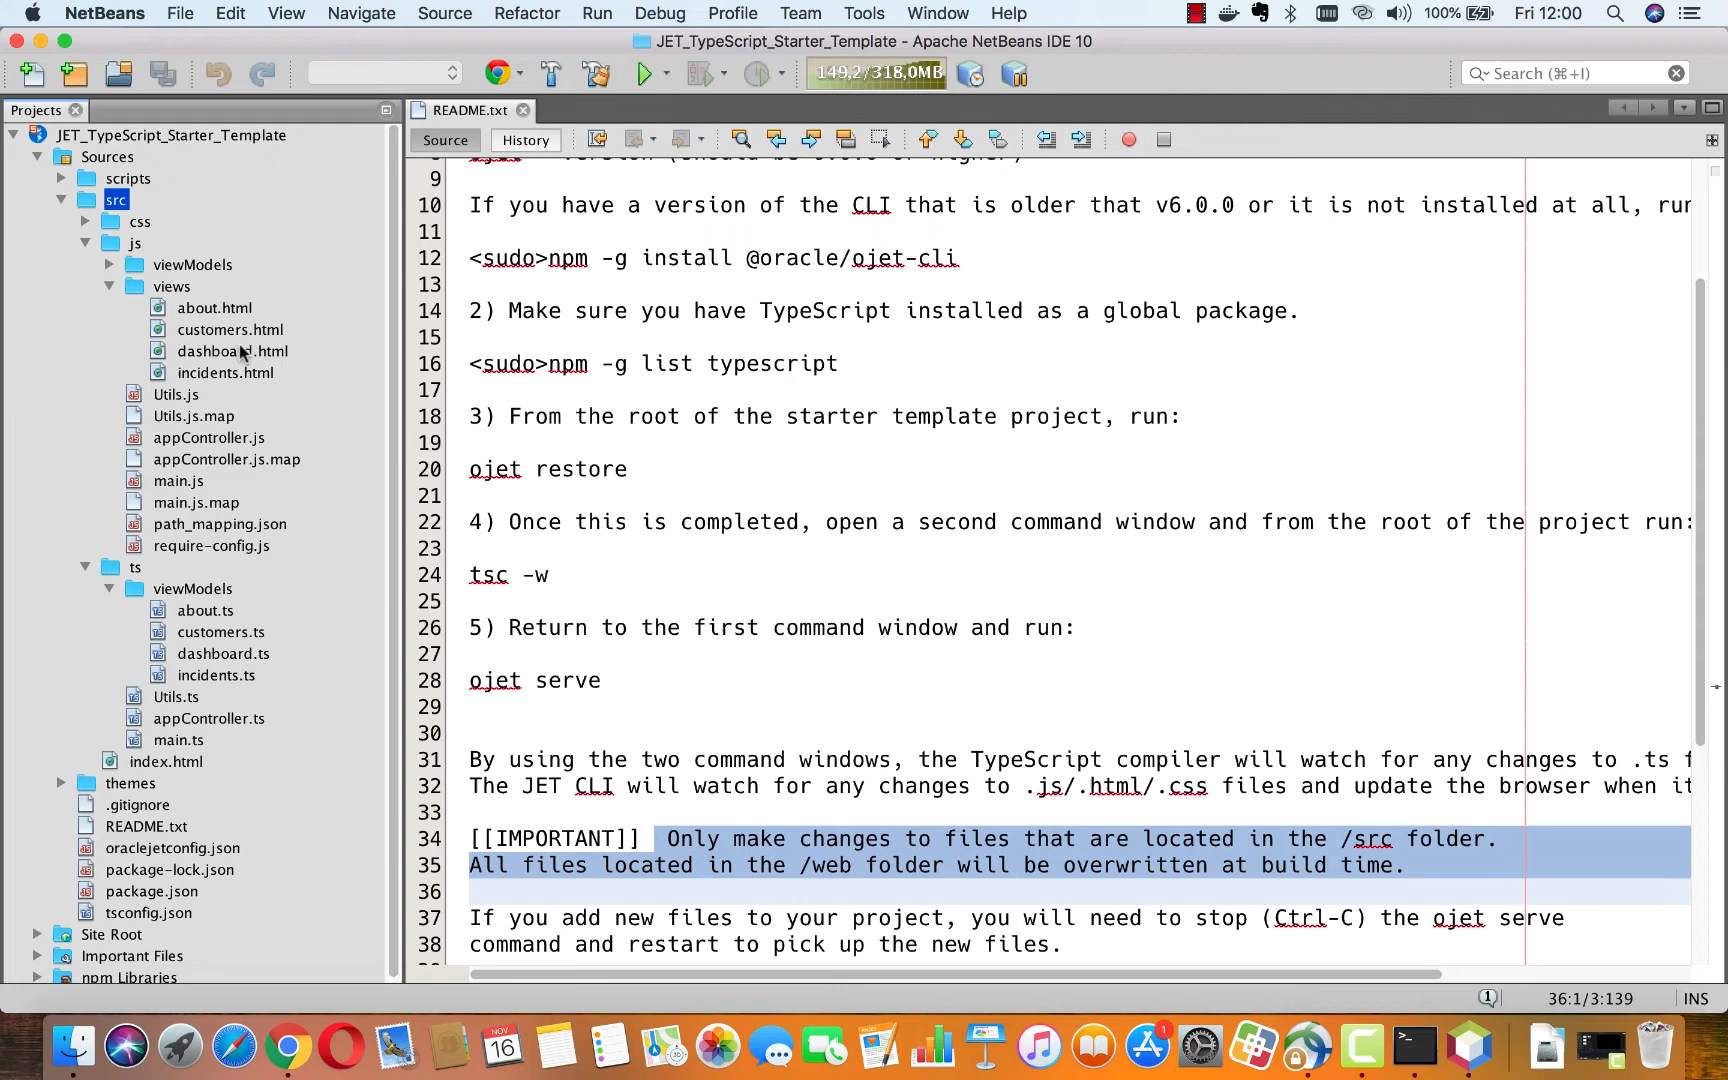 NetBeans File Edit View Navigate Source Refactor Run Debug Profile Team Tools Window Help 100% Fri 12:00
JET_TypeScript_Starter_Template - Apache NetBeans IDE 10
149,2/318,0MB
Search (⌘+I)
Projects
JET_TypeScript_Starter_Template
Sources
scripts
src
css
js
viewModels
views
about.html
customers.html
dashboard.html
incidents.html
Utils.js
Utils.js.map
appController.js
appController.js.map
main.js
main.js.map
path_mapping.json
require-config.js
ts
viewModels
about.ts
customers.ts
dashboard.ts
incidents.ts
Utils.ts
appController.ts
main.ts
index.html
themes
.gitignore
README.txt
oraclejetconfig.json
package-lock.json
package.json
tsconfig.json
Site Root
Important Files
npm Libraries
README.txt
Source History
9
10 If you have a version of the CLI that is older that v6.0.0 or it is not installed at all, run
11
12 <sudo>npm -g install @oracle/ojet-cli
13
14 2) Make sure you have TypeScript installed as a global package.
15
16 <sudo>npm -g list typescript
17
18 3) From the root of the starter template project, run:
19
20 ojet restore
21
22 4) Once this is completed, open a second command window and from the root of the project run:
23
24 tsc -w
25
26 5) Return to the first command window and run:
27
28 ojet serve
29
30
31 By using the two command windows, the TypeScript compiler will watch for any changes to .ts f
32 The JET CLI will watch for any changes to .js/.html/.css files and update the browser when it
33
34 [[IMPORTANT]] Only make changes to files that are located in the /src folder.
35 All files located in the /web folder will be overwritten at build time.
36
37 If you add new files to your project, you will need to stop (Ctrl-C) the ojet serve
38 command and restart to pick up the new files.
36:1/3:139 INS
NOV
16
1